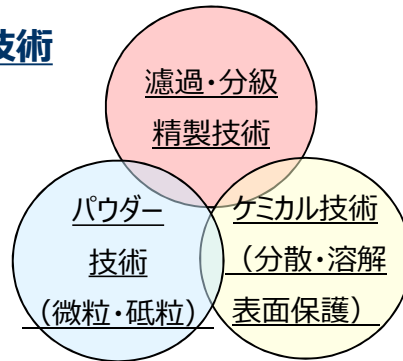 技術
濾過・分級
精製技術
パウダー
技術
（微粒・砥粒）
ケミカル技術
（分散・溶解
表面保護）